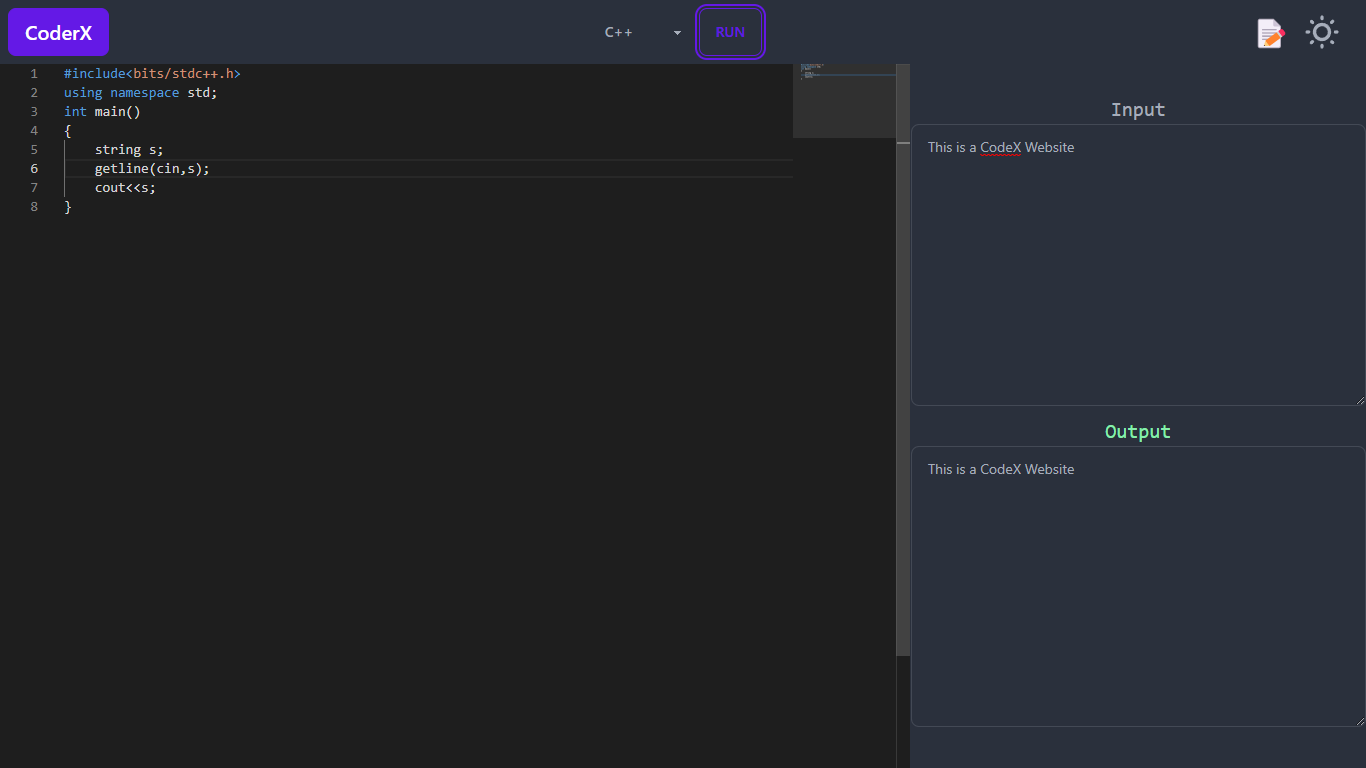 CoderX
C++
RUN
1 #include<bits/stdc++.h>
2 using namespace std;
3 int main()
4 {
5     string s;
6     getline(cin,s);
7     cout<<s;
8 }
Input
This is a CodeX Website
Output
This is a CodeX Website